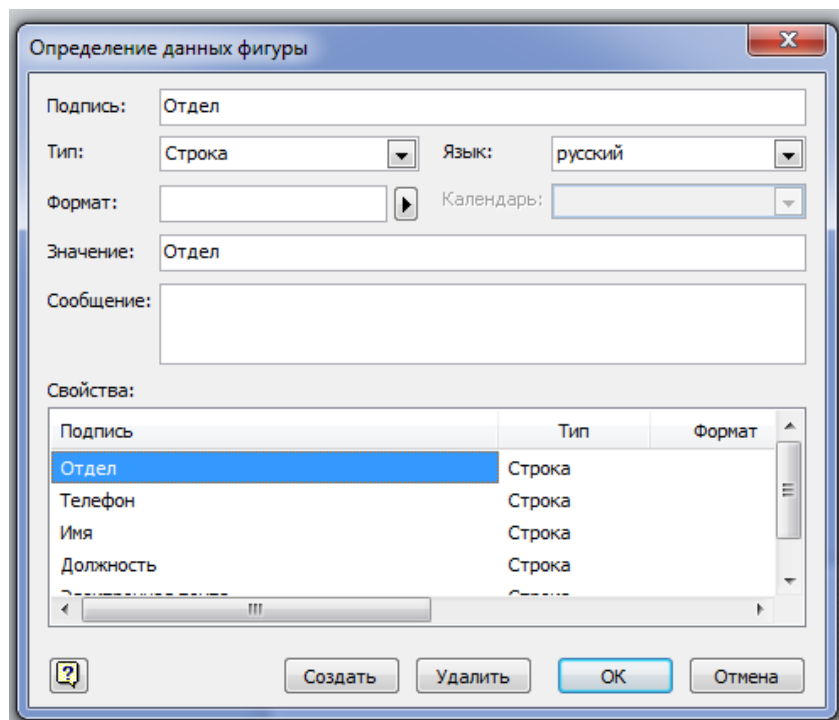 Определение данных фигуры
Подпись: Отдел
Тип: Строка Язык: русский
Формат: Календарь:
Значение: Отдел
Сообщение:
Свойства:
Подпись Тип Формат
Отдел Строка
Телефон Строка
Имя Строка
Должность Строка
Создать Удалить ОК Отмена